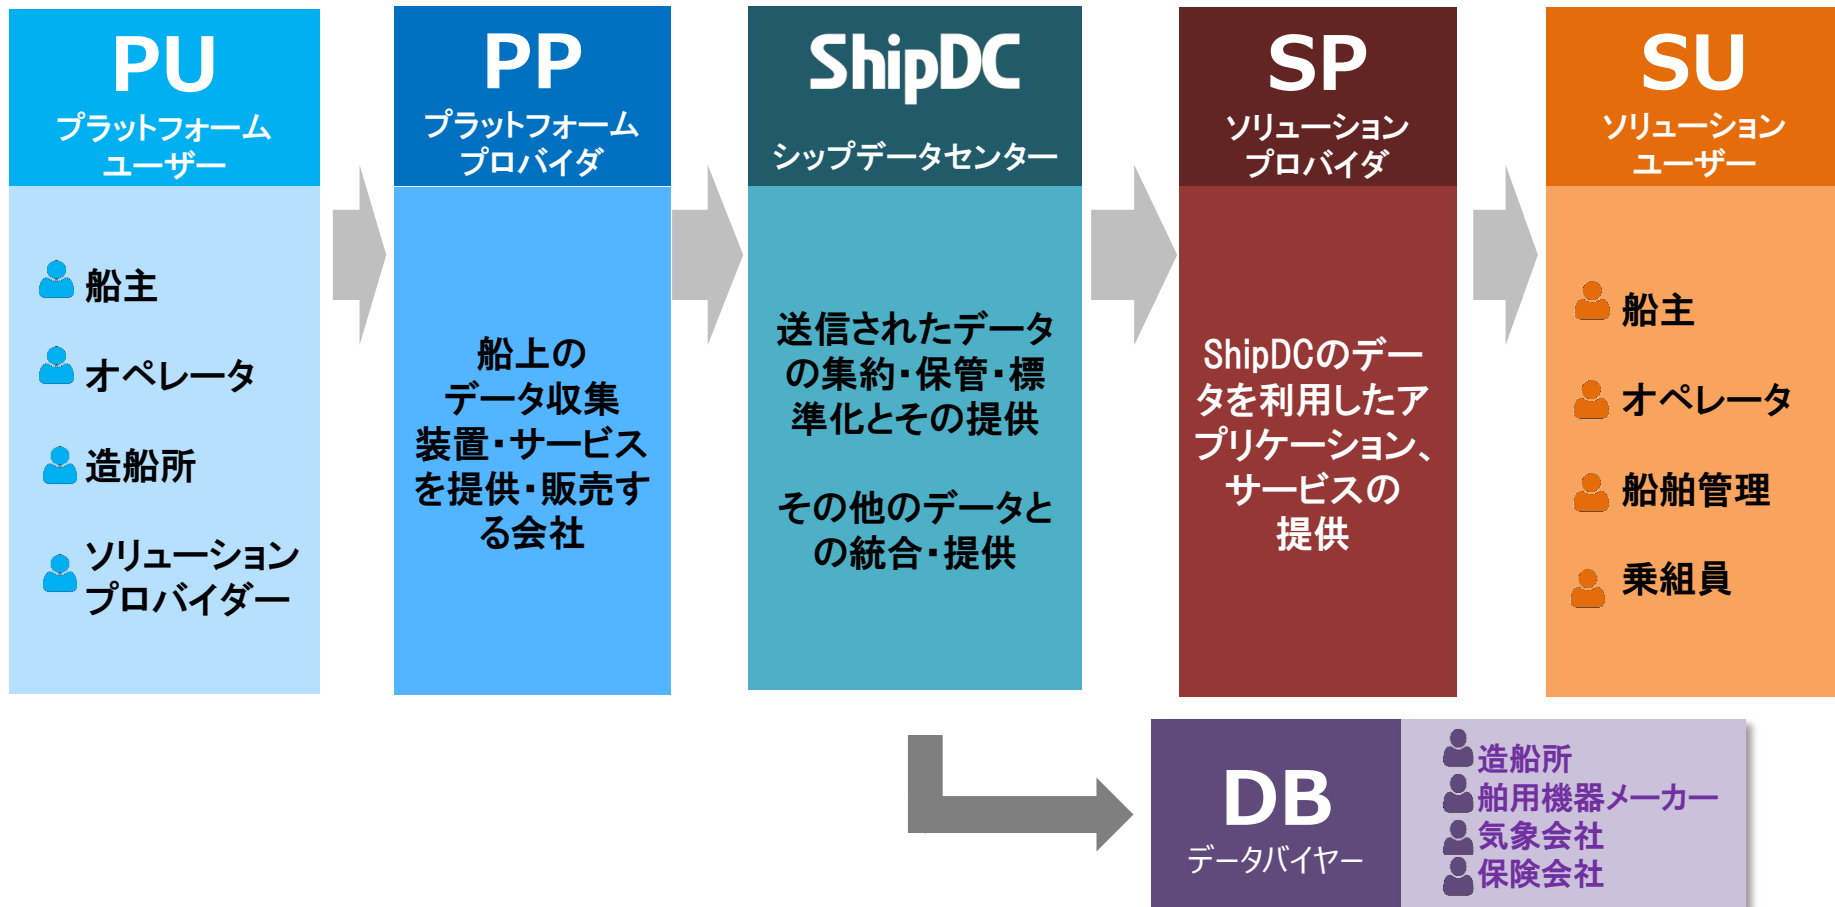 PU
プラットフォーム
ユーザー
船主
オペレータ
造船所
ソリューション
プロバイダー
PP
プラットフォーム
プロバイダ
船上の
データ収集
装置・サービス
を提供・販売す
る会社
ShipDC
シップデータセンター
送信されたデータ
の集約・保管・標
準化とその提供
その他のデータと
の統合・提供
SP
ソリューション
プロバイダ
ShipDCのデー
タを利用したア
プリケーション、
サービスの
提供
SU
ソリューション
ユーザー
船主
オペレータ
船舶管理
乗組員
DB
データバイヤー
造船所
舶用機器メーカー
気象会社
保険会社